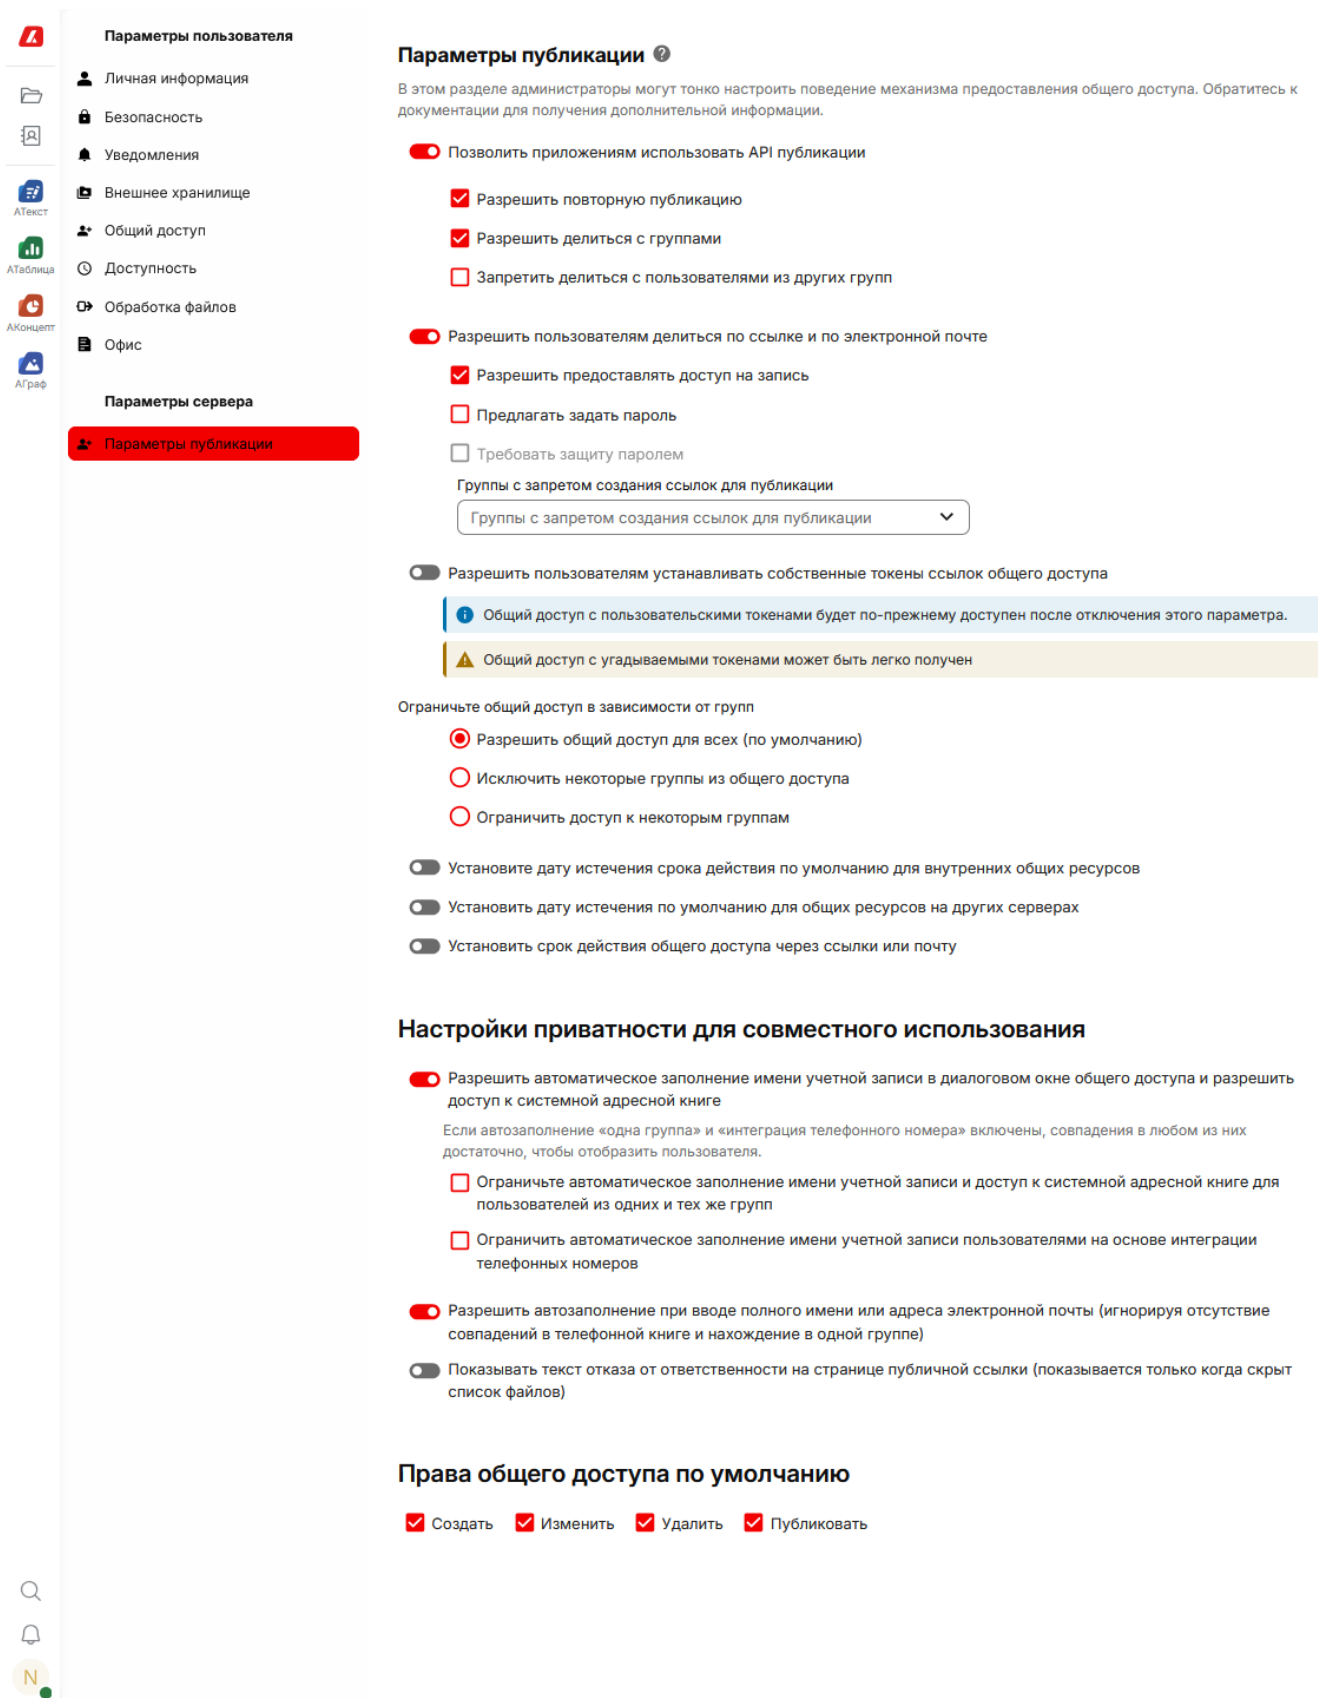 Параметры пользователя
Личная информация
Безопасность
Уведомления
Внешнее хранилище
Общий доступ
Доступность
Обработка файлов
Офис
Параметры сервера
Параметры публикации
АТекст
АТаблица
АКонцепт
АГраф
N
Параметры публикации
В этом разделе администраторы могут тонко настроить поведение механизма предоставления общего доступа. Обратитесь к
документации для получения дополнительной информации.
Позволить приложениям использовать API публикации
Разрешить повторную публикацию
Разрешить делиться с группами
Запретить делиться с пользователями из других групп
Разрешить пользователям делиться по ссылке и по электронной почте
Разрешить предоставлять доступ на запись
Предлагать задать пароль
Требовать защиту паролем
Группы с запретом создания ссылок для публикации
Группы с запретом создания ссылок для публикации
Разрешить пользователям устанавливать собственные токены ссылок общего доступа
Общий доступ с пользовательскими токенами будет по-прежнему доступен после отключения этого параметра.
Общий доступ с угадываемыми токенами может быть легко получен
Ограничьте общий доступ в зависимости от групп
Разрешить общий доступ для всех (по умолчанию)
Исключить некоторые группы из общего доступа
Ограничить доступ к некоторым группам
Установите дату истечения срока действия по умолчанию для внутренних общих ресурсов
Установить дату истечения по умолчанию для общих ресурсов на других серверах
Установить срок действия общего доступа через ссылки или почту
Настройки приватности для совместного использования
Разрешить автоматическое заполнение имени учетной записи в диалоговом окне общего доступа и разрешить
доступ к системной адресной книге
Если автозаполнение «одна группа» и «интеграция телефонного номера» включены, совпадения в любом из них
достаточно, чтобы отобразить пользователя.
Ограничьте автоматическое заполнение имени учетной записи и доступ к системной адресной книге для
пользователей из одних и тех же групп
Ограничить автоматическое заполнение имени учетной записи пользователями на основе интеграции
телефонных номеров
Разрешить автозаполнение при вводе полного имени или адреса электронной почты (игнорируя отсутствие
совпадений в телефонной книге и нахождение в одной группе)
Показывать текст отказа от ответственности на странице публичной ссылки (показывается только когда скрыт
список файлов)
Права общего доступа по умолчанию
Создать Изменить Удалить Публиковать